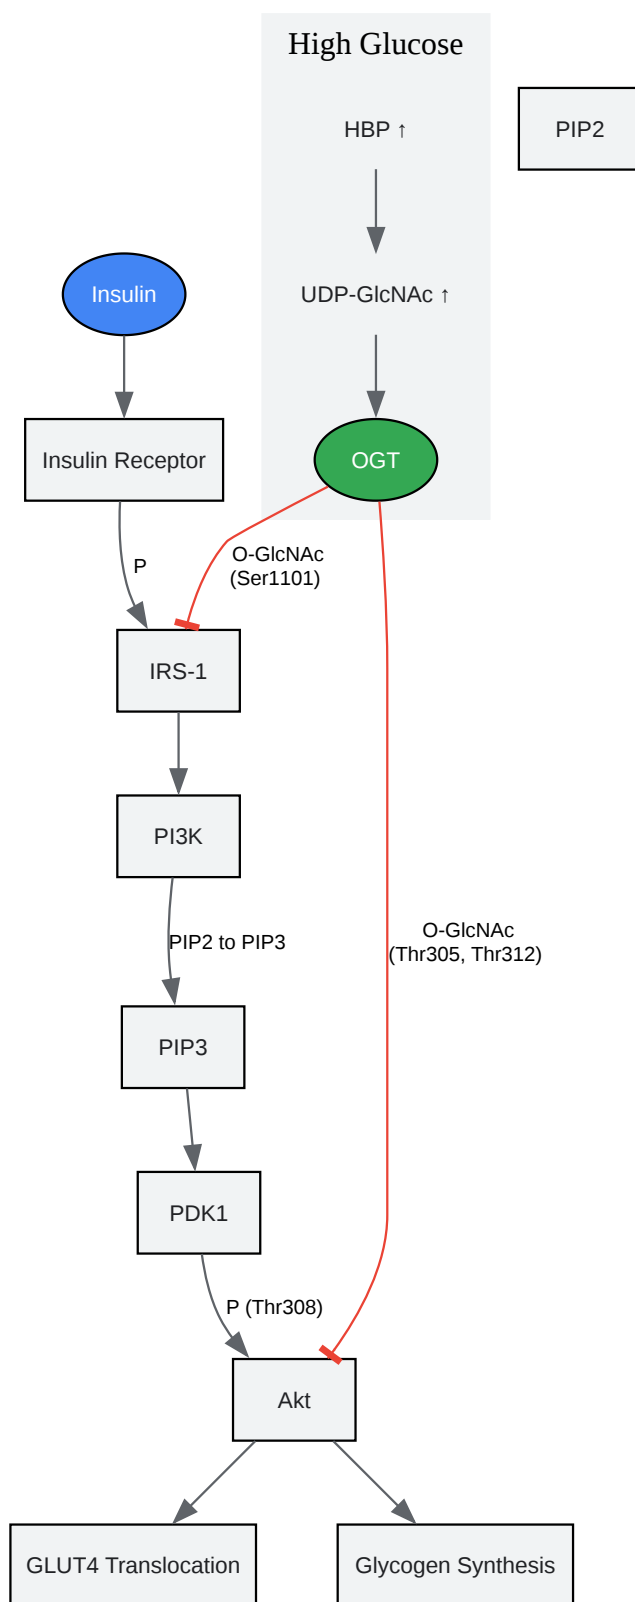 High Glucose
HBP ↑
PIP2
UDP-GlcNAc ↑
Insulin
Insulin Receptor
OGT
P
O-GlcNAc
(Ser1101)
IRS-1
PI3K
PIP2 to PIP3
O-GlcNAc
(Thr305, Thr312)
PIP3
PDK1
P (Thr308)
Akt
GLUT4 Translocation
Glycogen Synthesis